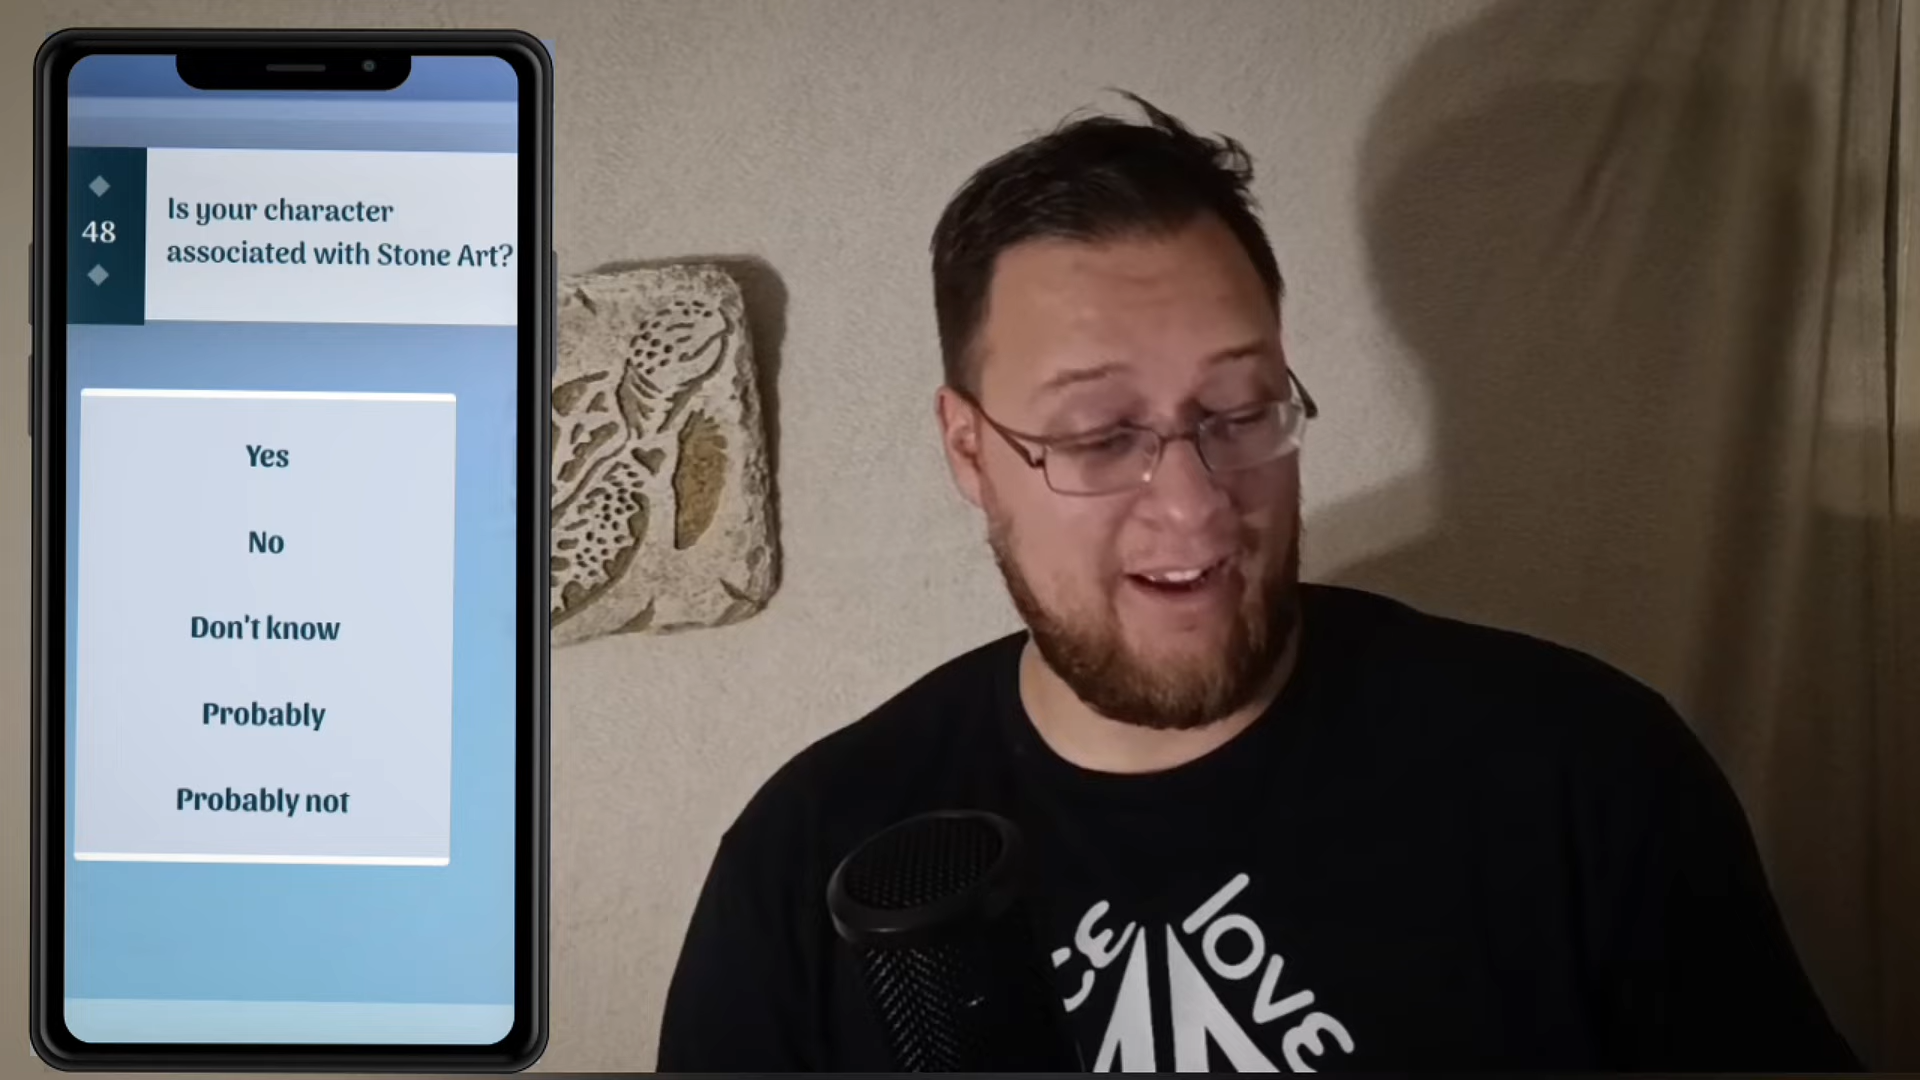 48
Is your character
associated with Stone Art?
Yes
No
Don't know
Probably
Probably not
love